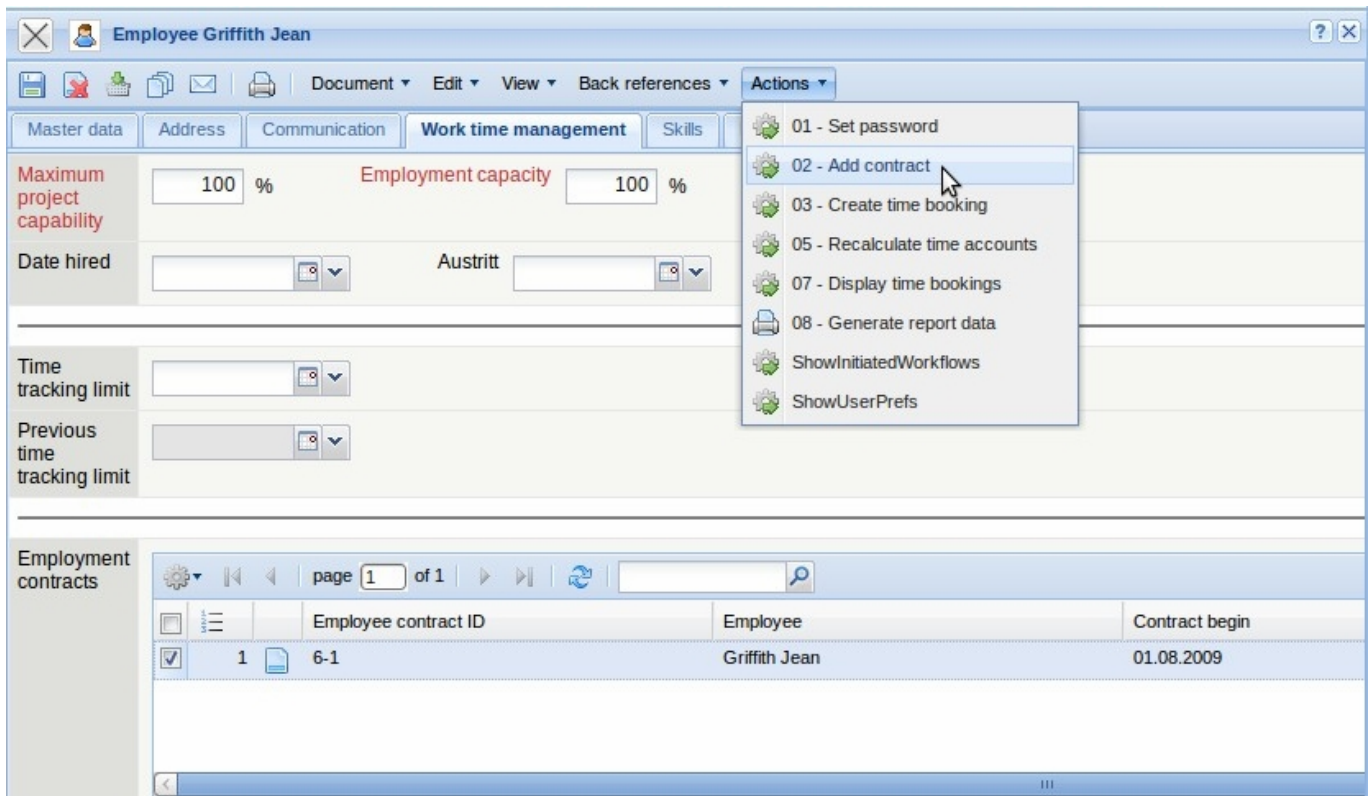 Employee Griffith Jean
Document Edit View Back references Actions
Master data Address Communication Work time management Skills
01 - Set password
02 - Add contract
03 - Create time booking
05 - Recalculate time accounts
07 - Display time bookings
08 - Generate report data
ShowInitiatedWorkflows
ShowUserPrefs
Maximum
project
capability
100 %
Employment capacity 100 %
Date hired
Austritt
Time
tracking limit
Previous
time
tracking limit
Employment
contracts
page 1 of 1
Employee contract ID Employee Contract begin
1 6-1 Griffith Jean 01.08.2009